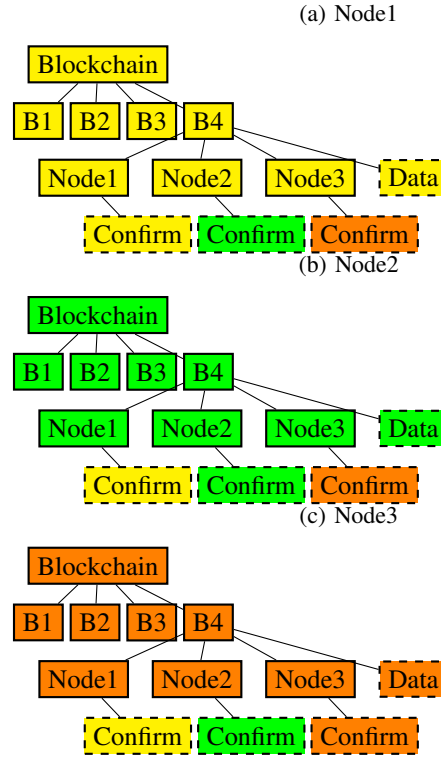 (a) Node1
Blockchain
B1 B2 B3 B4
Node1 Node2 Node3 Data
Confirm Confirm Confirm
(b) Node2
Blockchain
B1 B2 B3 B4
Node1 Node2 Node3 Data
Confirm Confirm Confirm
(c) Node3
Blockchain
B1 B2 B3 B4
Node1 Node2 Node3 Data
Confirm Confirm Confirm